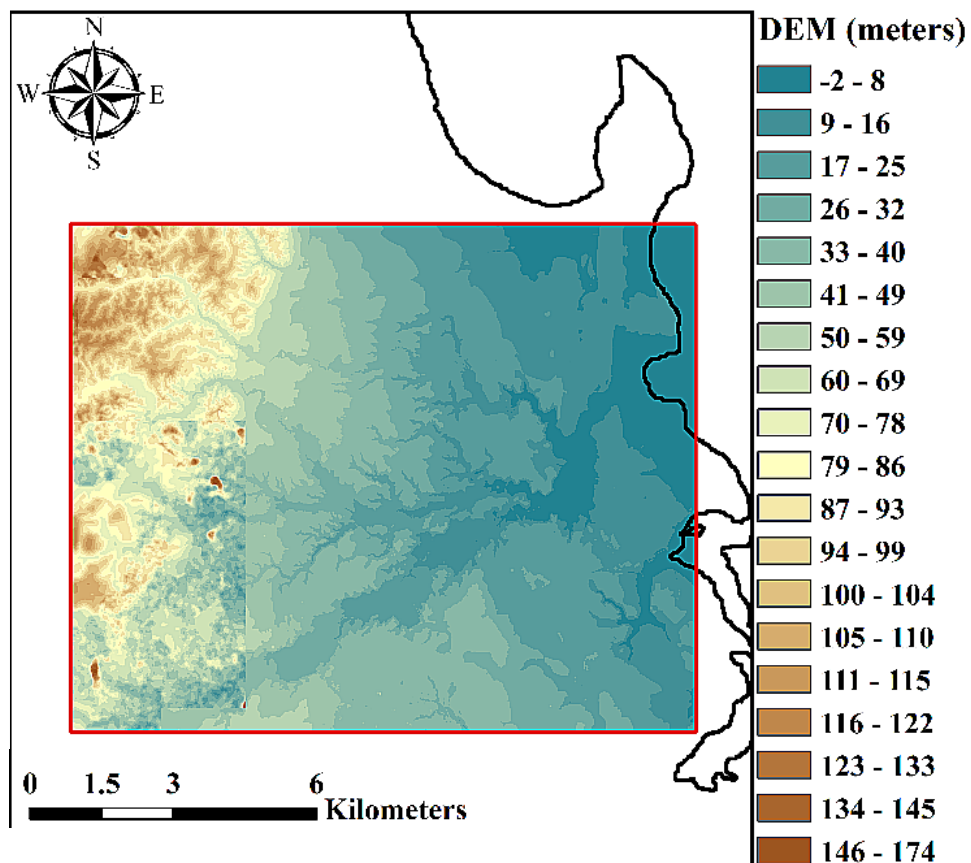 N
W E
S
DEM (meters)
-2 - 8
9 - 16
17 - 25
26 - 32
33 - 40
41 - 49
50 - 59
60 - 69
70 - 78
79 - 86
87 - 93
94 - 99
100 - 104
105 - 110
111 - 115
116 - 122
123 - 133
134 - 145
146 - 174
0 1.5 3 6
Kilometers